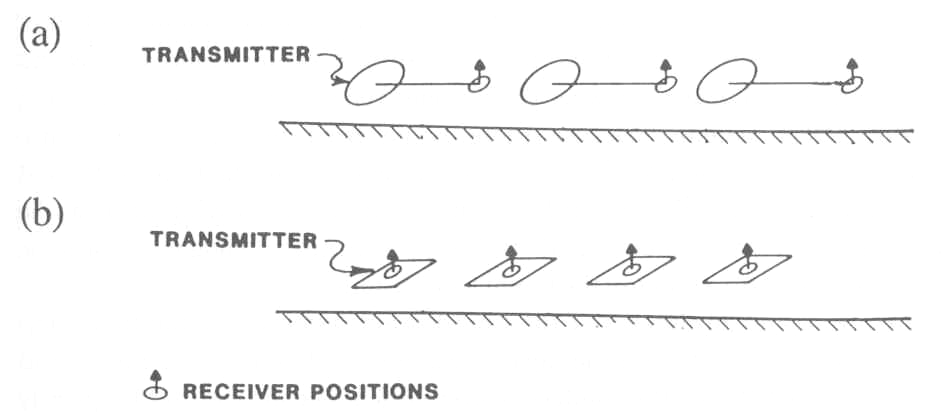 (a)
TRANSMITTER
(b)
TRANSMITTER
RECEIVER POSITIONS